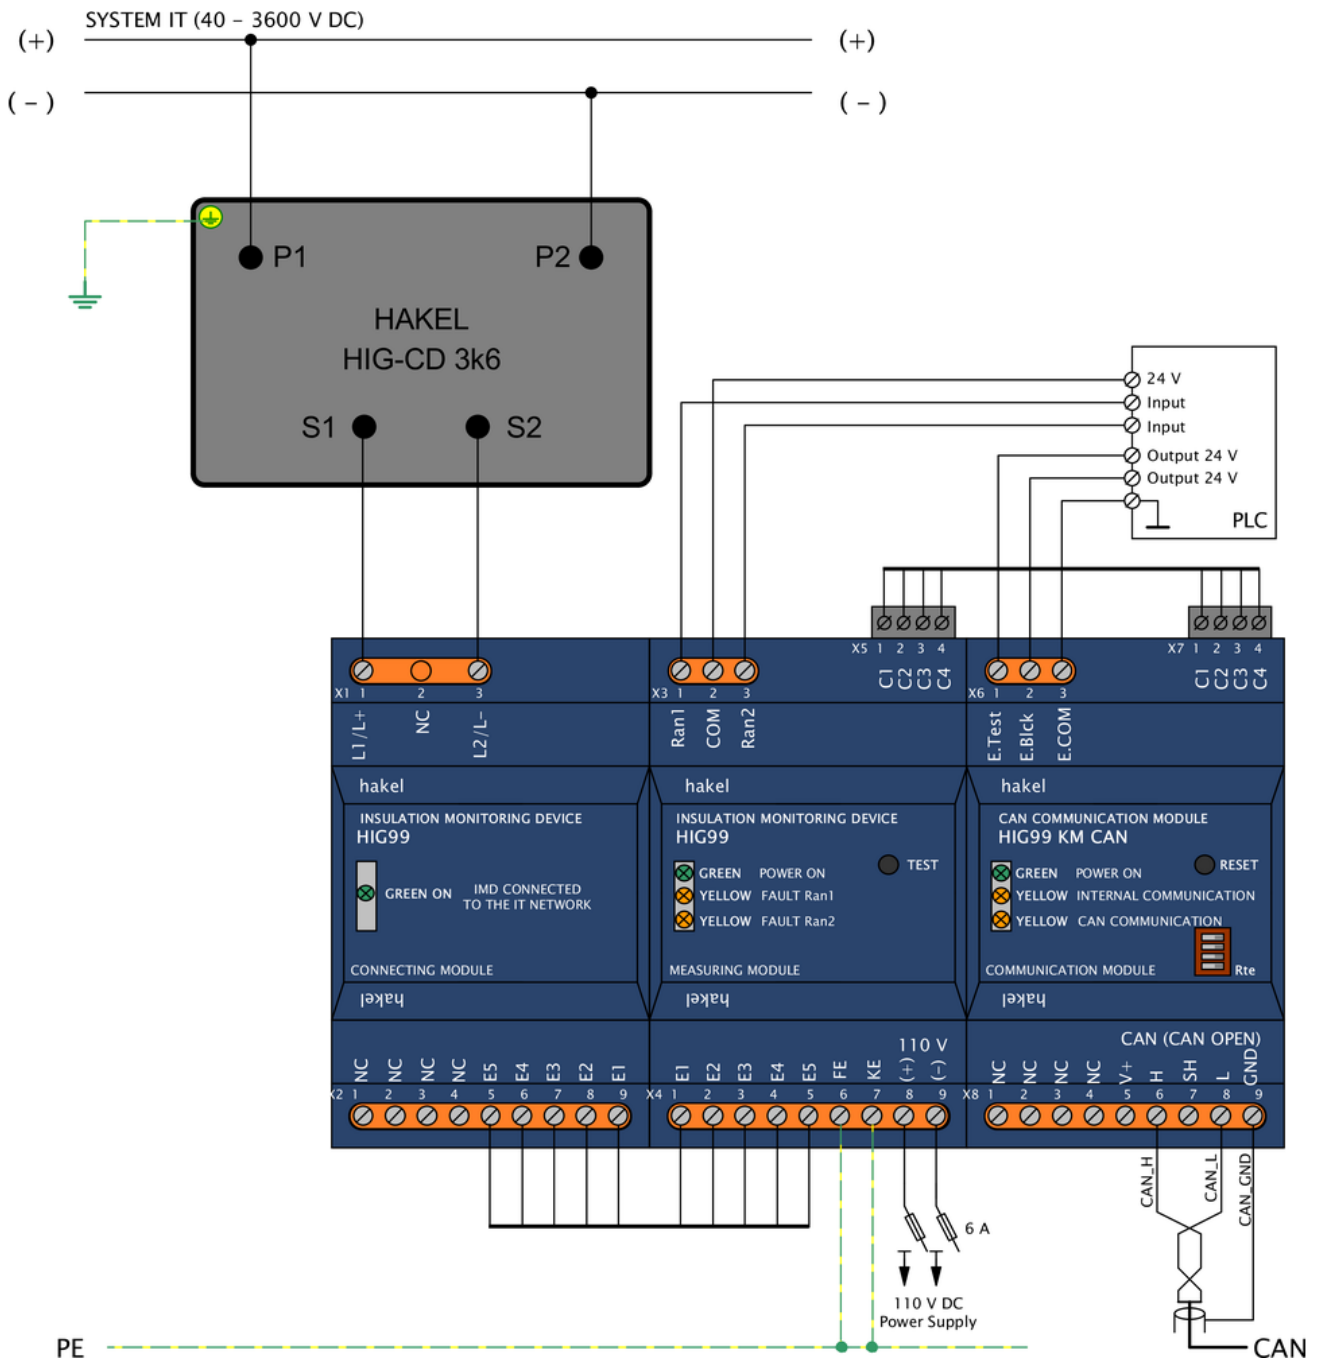 SYSTEM IT (40 – 3600 V DC)
(+) (+)
( – ) ( – )
P1 P2
HAKEL
HIG-CD 3k6
S1 S2
24 V
Input
Input
Output 24 V
Output 24 V
PLC
X1 1 2 3
L1/L+ NC L2/L-
X3 1 2 3
Ran1 COM Ran2
X5 1 2 3 4
C1 C2 C3 C4
X6 1 2 3
E.Test E.Blck E.COM
X7 1 2 3 4
C1 C2 C3 C4
hakel
INSULATION MONITORING DEVICE
HIG99
GREEN ON IMD CONNECTED
TO THE IT NETWORK
CONNECTING MODULE
hakel
hakel
INSULATION MONITORING DEVICE
HIG99
TEST
GREEN POWER ON
YELLOW FAULT Ran1
YELLOW FAULT Ran2
MEASURING MODULE
hakel
hakel
CAN COMMUNICATION MODULE
HIG99 KM CAN
RESET
GREEN POWER ON
YELLOW INTERNAL COMMUNICATION
YELLOW CAN COMMUNICATION
COMMUNICATION MODULE Rte
hakel
NC NC NC NC E5 E4 E3 E2 E1
X2 1 2 3 4 5 6 7 8 9
110 V
E1 E2 E3 E4 E5 FE KE (+) (-)
X4 1 2 3 4 5 6 7 8 9
CAN (CAN OPEN)
NC NC NC NC V+ H SH L GND
X8 1 2 3 4 5 6 7 8 9
CAN_H CAN_L CAN_GND
6 A
110 V DC
Power Supply
PE
CAN